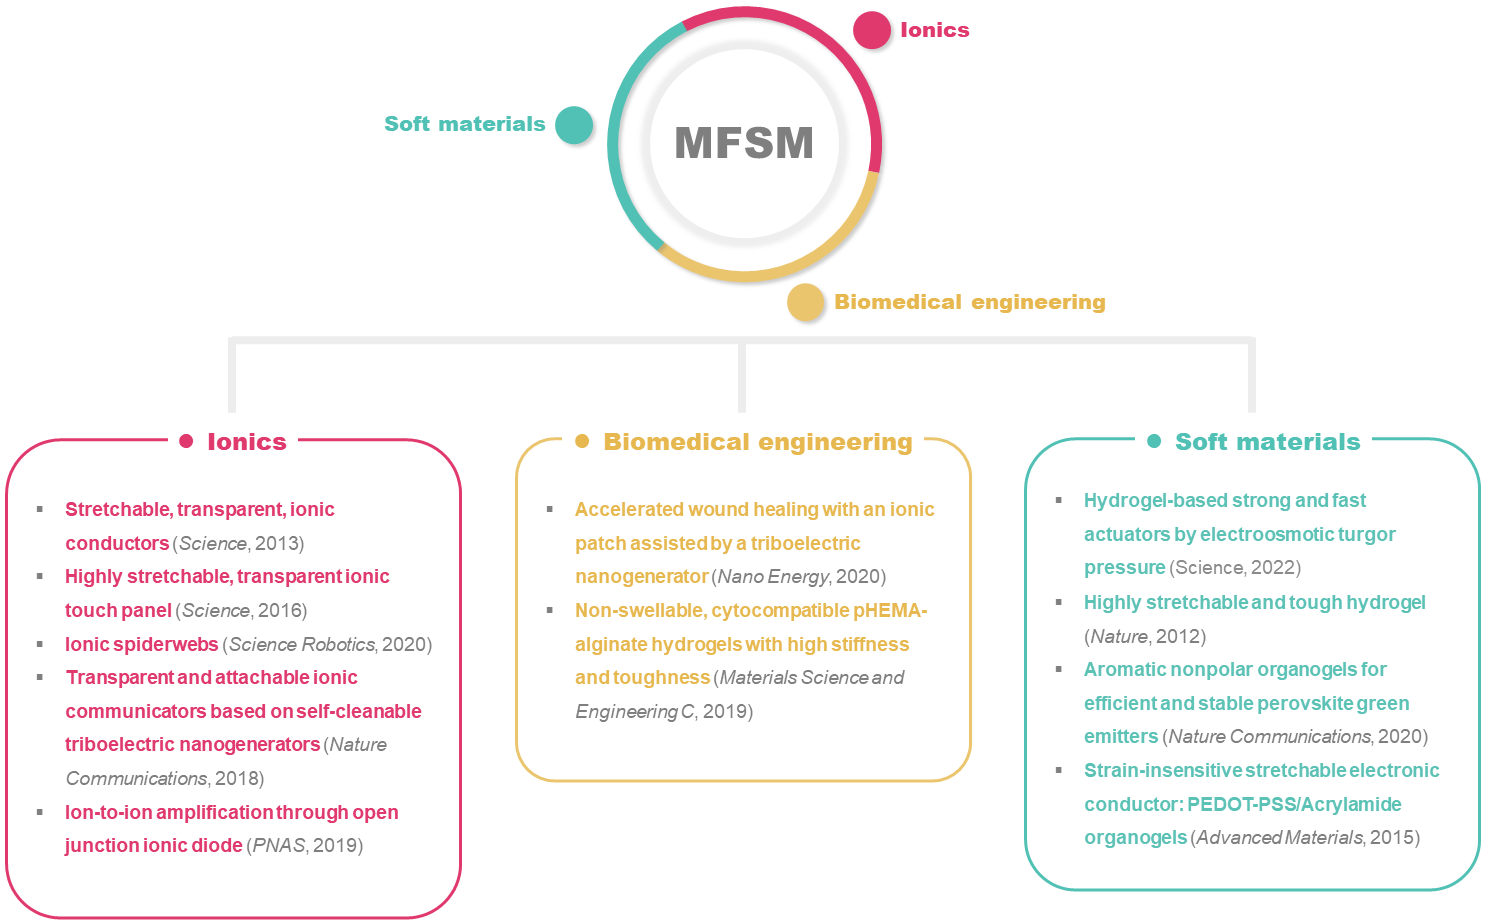 Ionics
Soft materials
MFSM
Biomedical engineering
Ionics
▪ Stretchable, transparent, ionic
conductors (Science, 2013)
▪ Highly stretchable, transparent ionic
touch panel (Science, 2016)
▪ Ionic spiderwebs (Science Robotics, 2020)
▪ Transparent and attachable ionic
communicators based on self-cleanable
triboelectric nanogenerators (Nature
Communications, 2018)
▪ Ion-to-ion amplification through open
junction ionic diode (PNAS, 2019)
Biomedical engineering
▪ Accelerated wound healing with an ionic
patch assisted by a triboelectric
nanogenerator (Nano Energy, 2020)
▪ Non-swellable, cytocompatible pHEMA-
alginate hydrogels with high stiffness
and toughness (Materials Science and
Engineering C, 2019)
Soft materials
▪ Hydrogel-based strong and fast
actuators by electroosmotic turgor
pressure (Science, 2022)
▪ Highly stretchable and tough hydrogel
(Nature, 2012)
▪ Aromatic nonpolar organogels for
efficient and stable perovskite green
emitters (Nature Communications, 2020)
▪ Strain-insensitive stretchable electronic
conductor: PEDOT-PSS/Acrylamide
organogels (Advanced Materials, 2015)